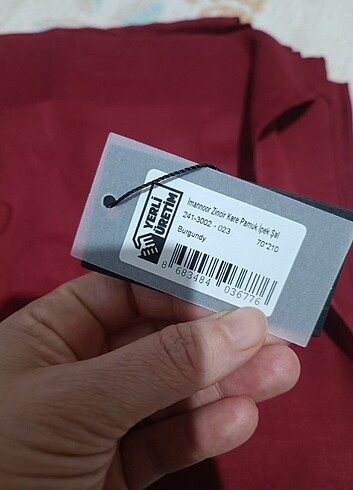 YERLİ
ÜRETİM
İmannoor Zincir Kare Pamuk İpek Şal
241-3002 - 023
70*210
Burgundy
8 683484 036776